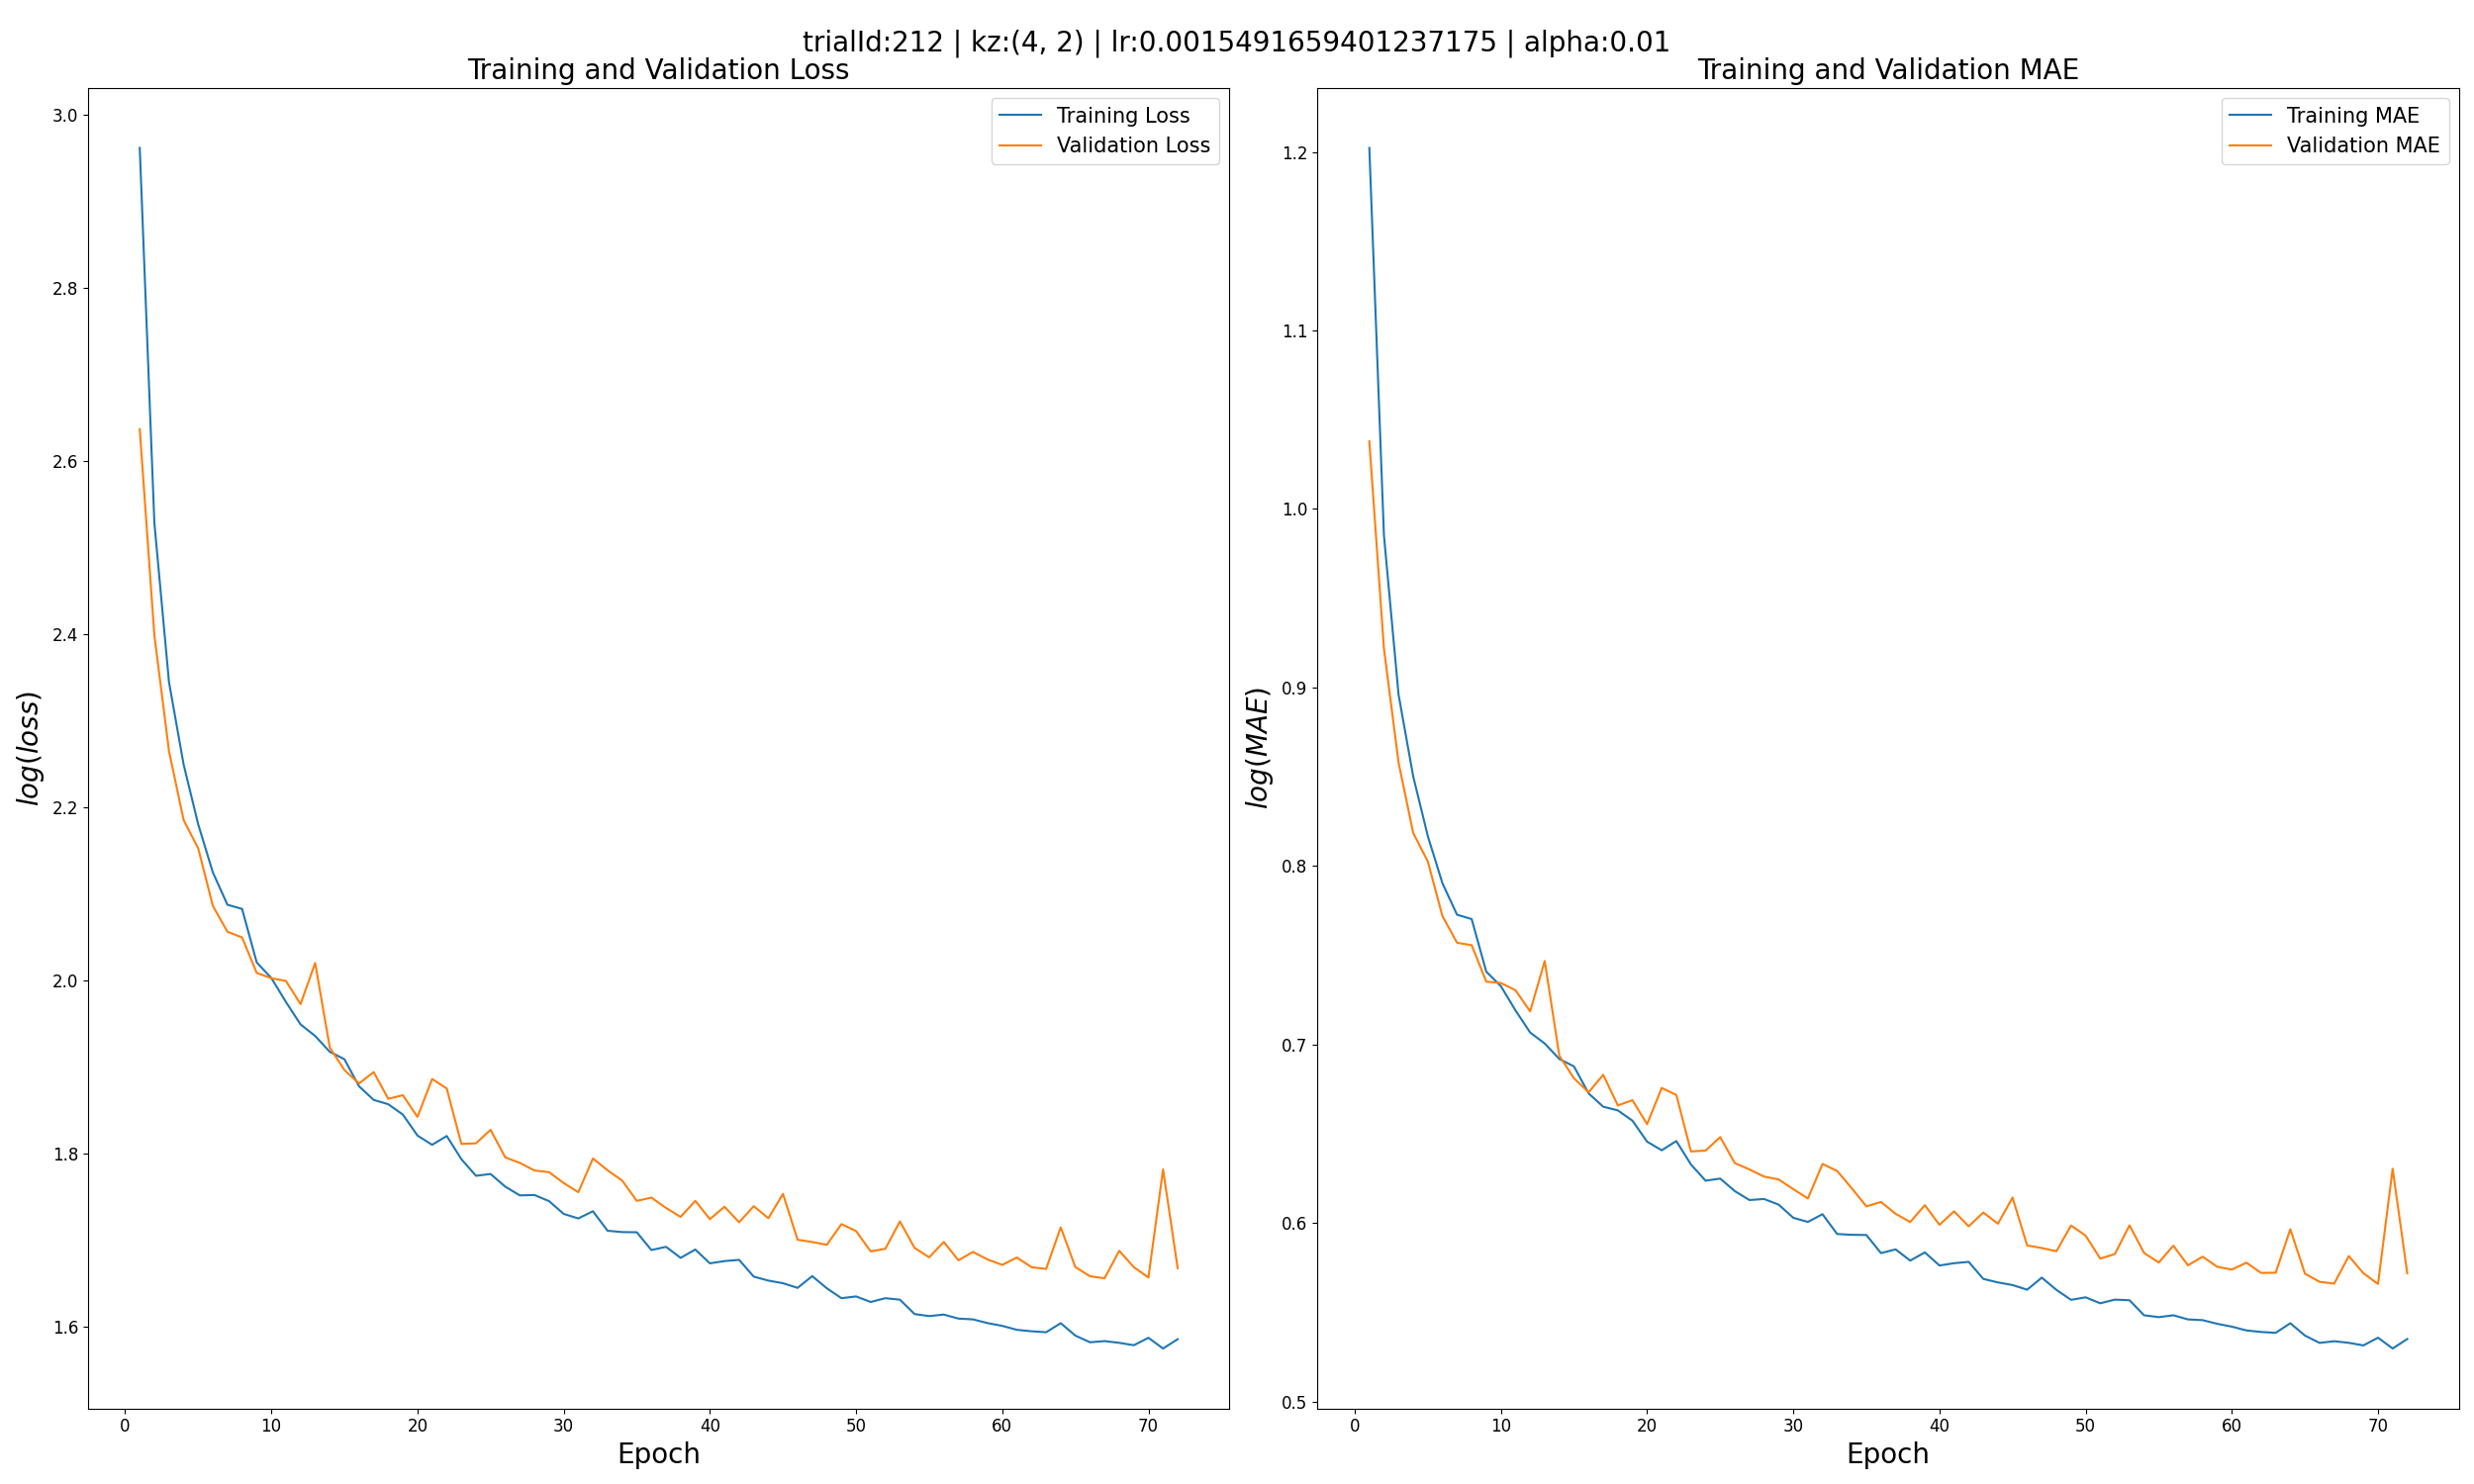 trialId:212 | kz:(4, 2) | lr:0.0015491659401237175 | alpha:0.01
Training and Validation Loss
Training Loss
Validation Loss
3.0
2.8
2.6
2.4
2.2
2.0
1.8
1.6
log(loss)
0 10 20 30 40 50 60 70
Epoch
Training and Validation MAE
Training MAE
Validation MAE
1.2
1.1
1.0
0.9
0.8
0.7
0.6
0.5
log(MAE)
0 10 20 30 40 50 60 70
Epoch